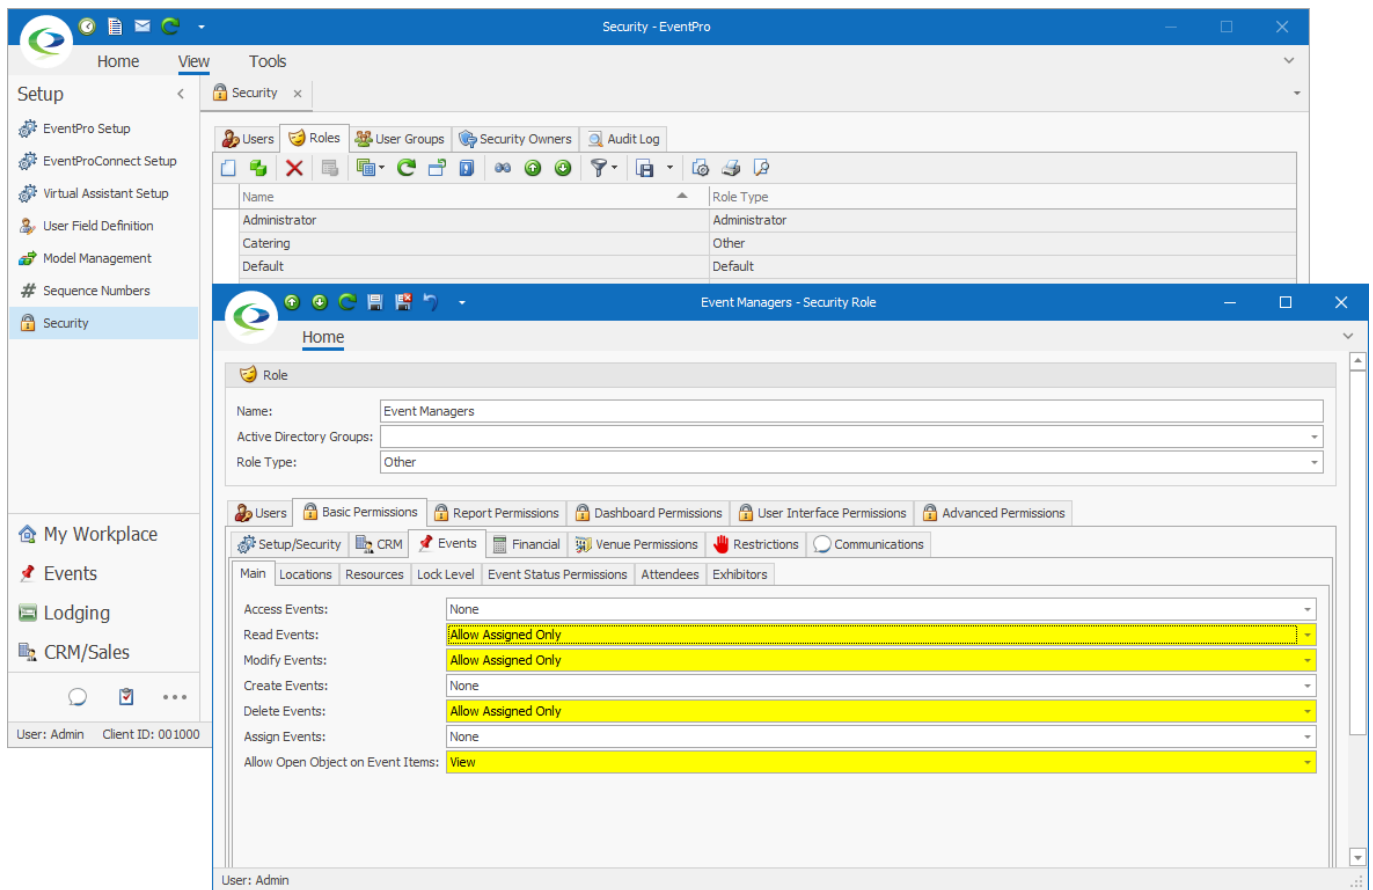 Security - EventPro
Home View Tools
Setup
Security
EventPro Setup
EventProConnect Setup
Virtual Assistant Setup
User Field Definition
Model Management
Sequence Numbers
Security
My Workplace
Events
Lodging
CRM/Sales
User: Admin Client ID: 001000
Users Roles User Groups Security Owners Audit Log
Name Role Type
Administrator Administrator
Catering Other
Default Default
Event Managers - Security Role
Home
Role
Name: Event Managers
Active Directory Groups:
Role Type: Other
Users Basic Permissions Report Permissions Dashboard Permissions User Interface Permissions Advanced Permissions
Setup/Security CRM Events Financial Venue Permissions Restrictions Communications
Main Locations Resources Lock Level Event Status Permissions Attendees Exhibitors
Access Events: None
Read Events: Allow Assigned Only
Modify Events: Allow Assigned Only
Create Events: None
Delete Events: Allow Assigned Only
Assign Events: None
Allow Open Object on Event Items: View
User: Admin